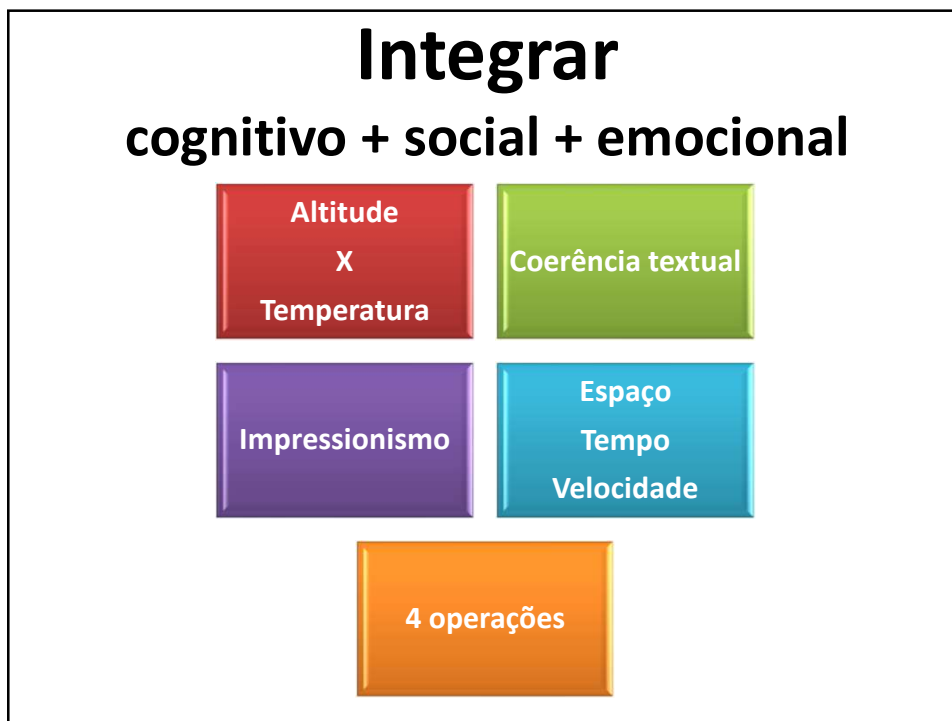 Integrar
cognitivo + social + emocional
Altitude
X
Temperatura
Coerência textual
Impressionismo
Espaço
Tempo
Velocidade
4 operações